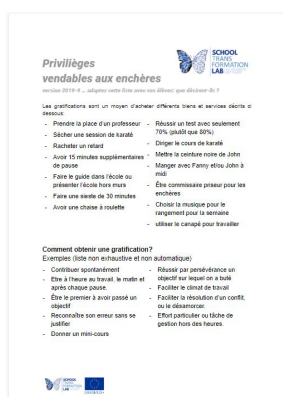 SCHOOL
TRANS
FORMATION
LAB
Privilièges
vendables aux enchères
version 2019-9 ... adaptez cette liste avec vos élèves: que désirent-ils ?
Les gratifications sont un moyen d'acheter différents biens et services décrits ci
dessous:
- Prendre la place d'un professeur
- Sécher une session de karaté
- Racheter un retard
- Avoir 15 minutes supplémentaires
de pause
- Faire le guide dans l'école ou
présenter l'école hors murs
- Faire une sieste de 30 minutes
- Avoir une chaise à roulette
- Réussir un test avec seulement
70% (plutôt que 80%)
- Diriger le cours de karaté
- Mettre la ceinture noire de John
- Manger avec Fanny et/ou John à
midi
- Être commissaire priseur pour les
enchères
- Choisir la musique pour le
rangement pour la semaine
- utiliser le canapé pour travailler
Comment obtenir une gratification?
Exemples (liste non exhaustive et non automatique)
- Contribuer spontanément
- Etre à l'heure au travail, le matin et
après chaque pause.
- Être le premier à avoir passé un
objectif
- Reconnaître son erreur sans se
justifier
- Donner un mini-cours
- Réussir par persévérance un
objectif sur lequel on a buté
- Faciliter le climat de travail
- Faciliter la résolution d'un conflit,
ou le désamorcer.
- Effort particulier ou tâche de
gestion hors des heures.
SCHOOL
TRANS
FORMATION
LAB